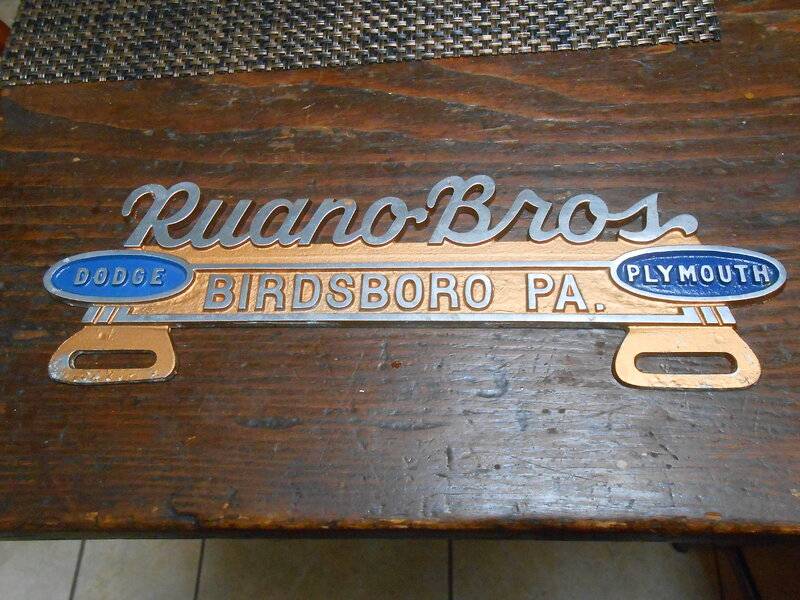 Ruano Bros.
DODGE
BIRDSBORO PA.
PLYMOUTH